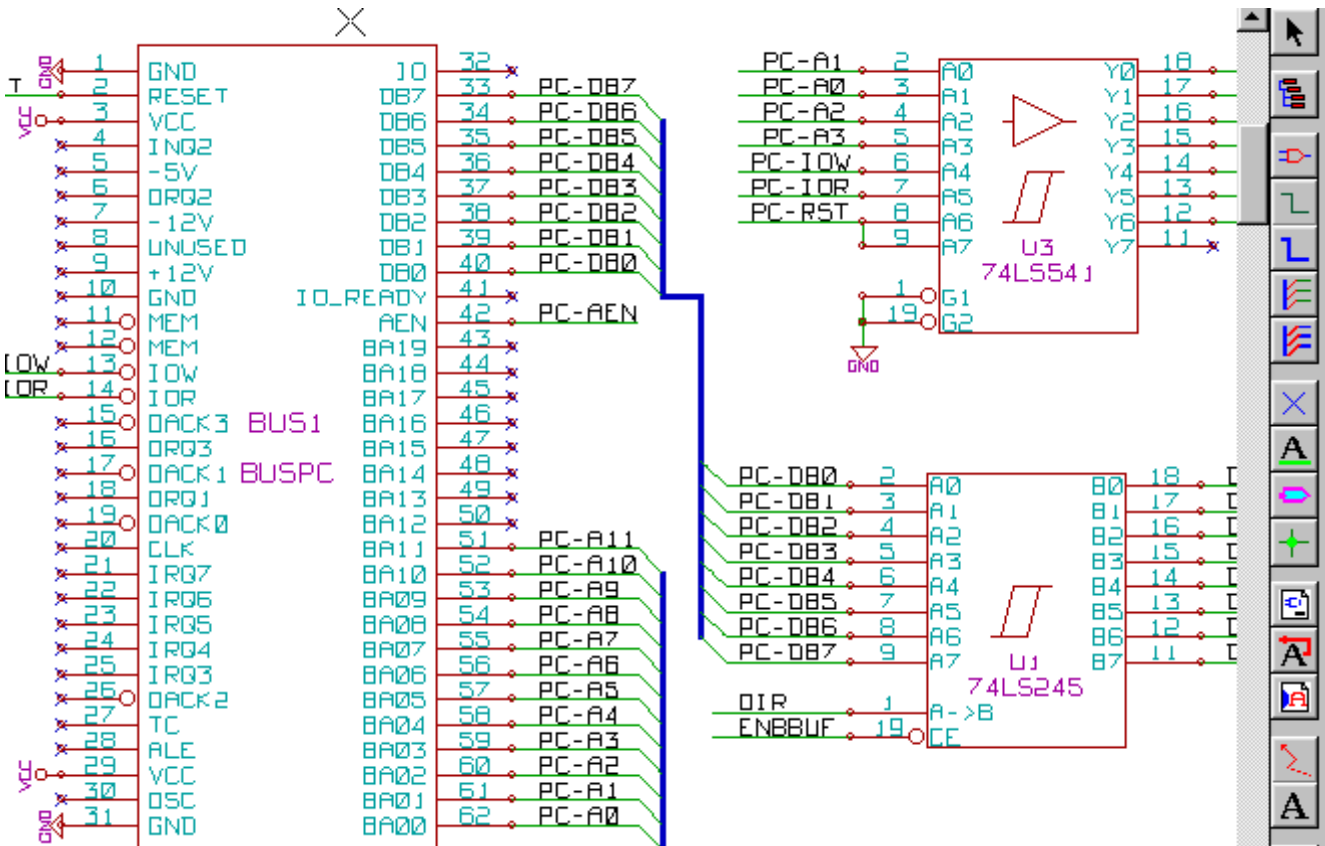 GND 1 GND IO 32
T 2 RESET DB7 33 PC-DB7
VCC 3 VCC DB6 34 PC-DB6
4 INQ2 DB5 35 PC-DB5
5 -5V DB4 36 PC-DB4
6 DRQ2 DB3 37 PC-DB3
7 -12V DB2 38 PC-DB2
8 UNUSED DB1 39 PC-DB1
9 +12V DB0 40 PC-DB0
10 GND IO_READY 41
11 MEM AEN 42 PC-AEN
12 MEM BA19 43
IOW 13 IOW BA18 44
IOR 14 IOR BA17 45
15 DACK3 BUS1 BA16 46
16 DRQ3 BA15 47
17 DACK1 BUSPC BA14 48
18 DRQ1 BA13 49
19 DACK0 BA12 50
20 CLK BA11 51 PC-A11
21 IRQ7 BA10 52 PC-A10
22 IRQ6 BA09 53 PC-A9
23 IRQ5 BA08 54 PC-A8
24 IRQ4 BA07 55 PC-A7
25 IRQ3 BA06 56 PC-A6
26 DACK2 BA05 57 PC-A5
27 TC BA04 58 PC-A4
28 ALE BA03 59 PC-A3
VCC 29 VCC BA02 60 PC-A2
30 OSC BA01 61 PC-A1
GND 31 GND BA00 62 PC-A0
PC-A1 2 A0 Y0 18
PC-A0 3 A1 Y1 17
PC-A2 4 A2 Y2 16
PC-A3 5 A3 Y3 15
PC-IOW 6 A4 Y4 14
PC-IOR 7 A5 Y5 13
PC-RST 8 A6 Y6 12
9 A7 Y7 11
U3
74LS541
1 G1
19 G2
GND
PC-DB0 2 A0 B0 18 D
PC-DB1 3 A1 B1 17 D
PC-DB2 4 A2 B2 16 D
PC-DB3 5 A3 B3 15 D
PC-DB4 6 A4 B4 14 D
PC-DB5 7 A5 B5 13 D
PC-DB6 8 A6 B6 12 D
PC-DB7 9 A7 B7 11 D
U1
74LS245
DIR 1 A->B
ENBBUF 19 CE
A
A
A
A